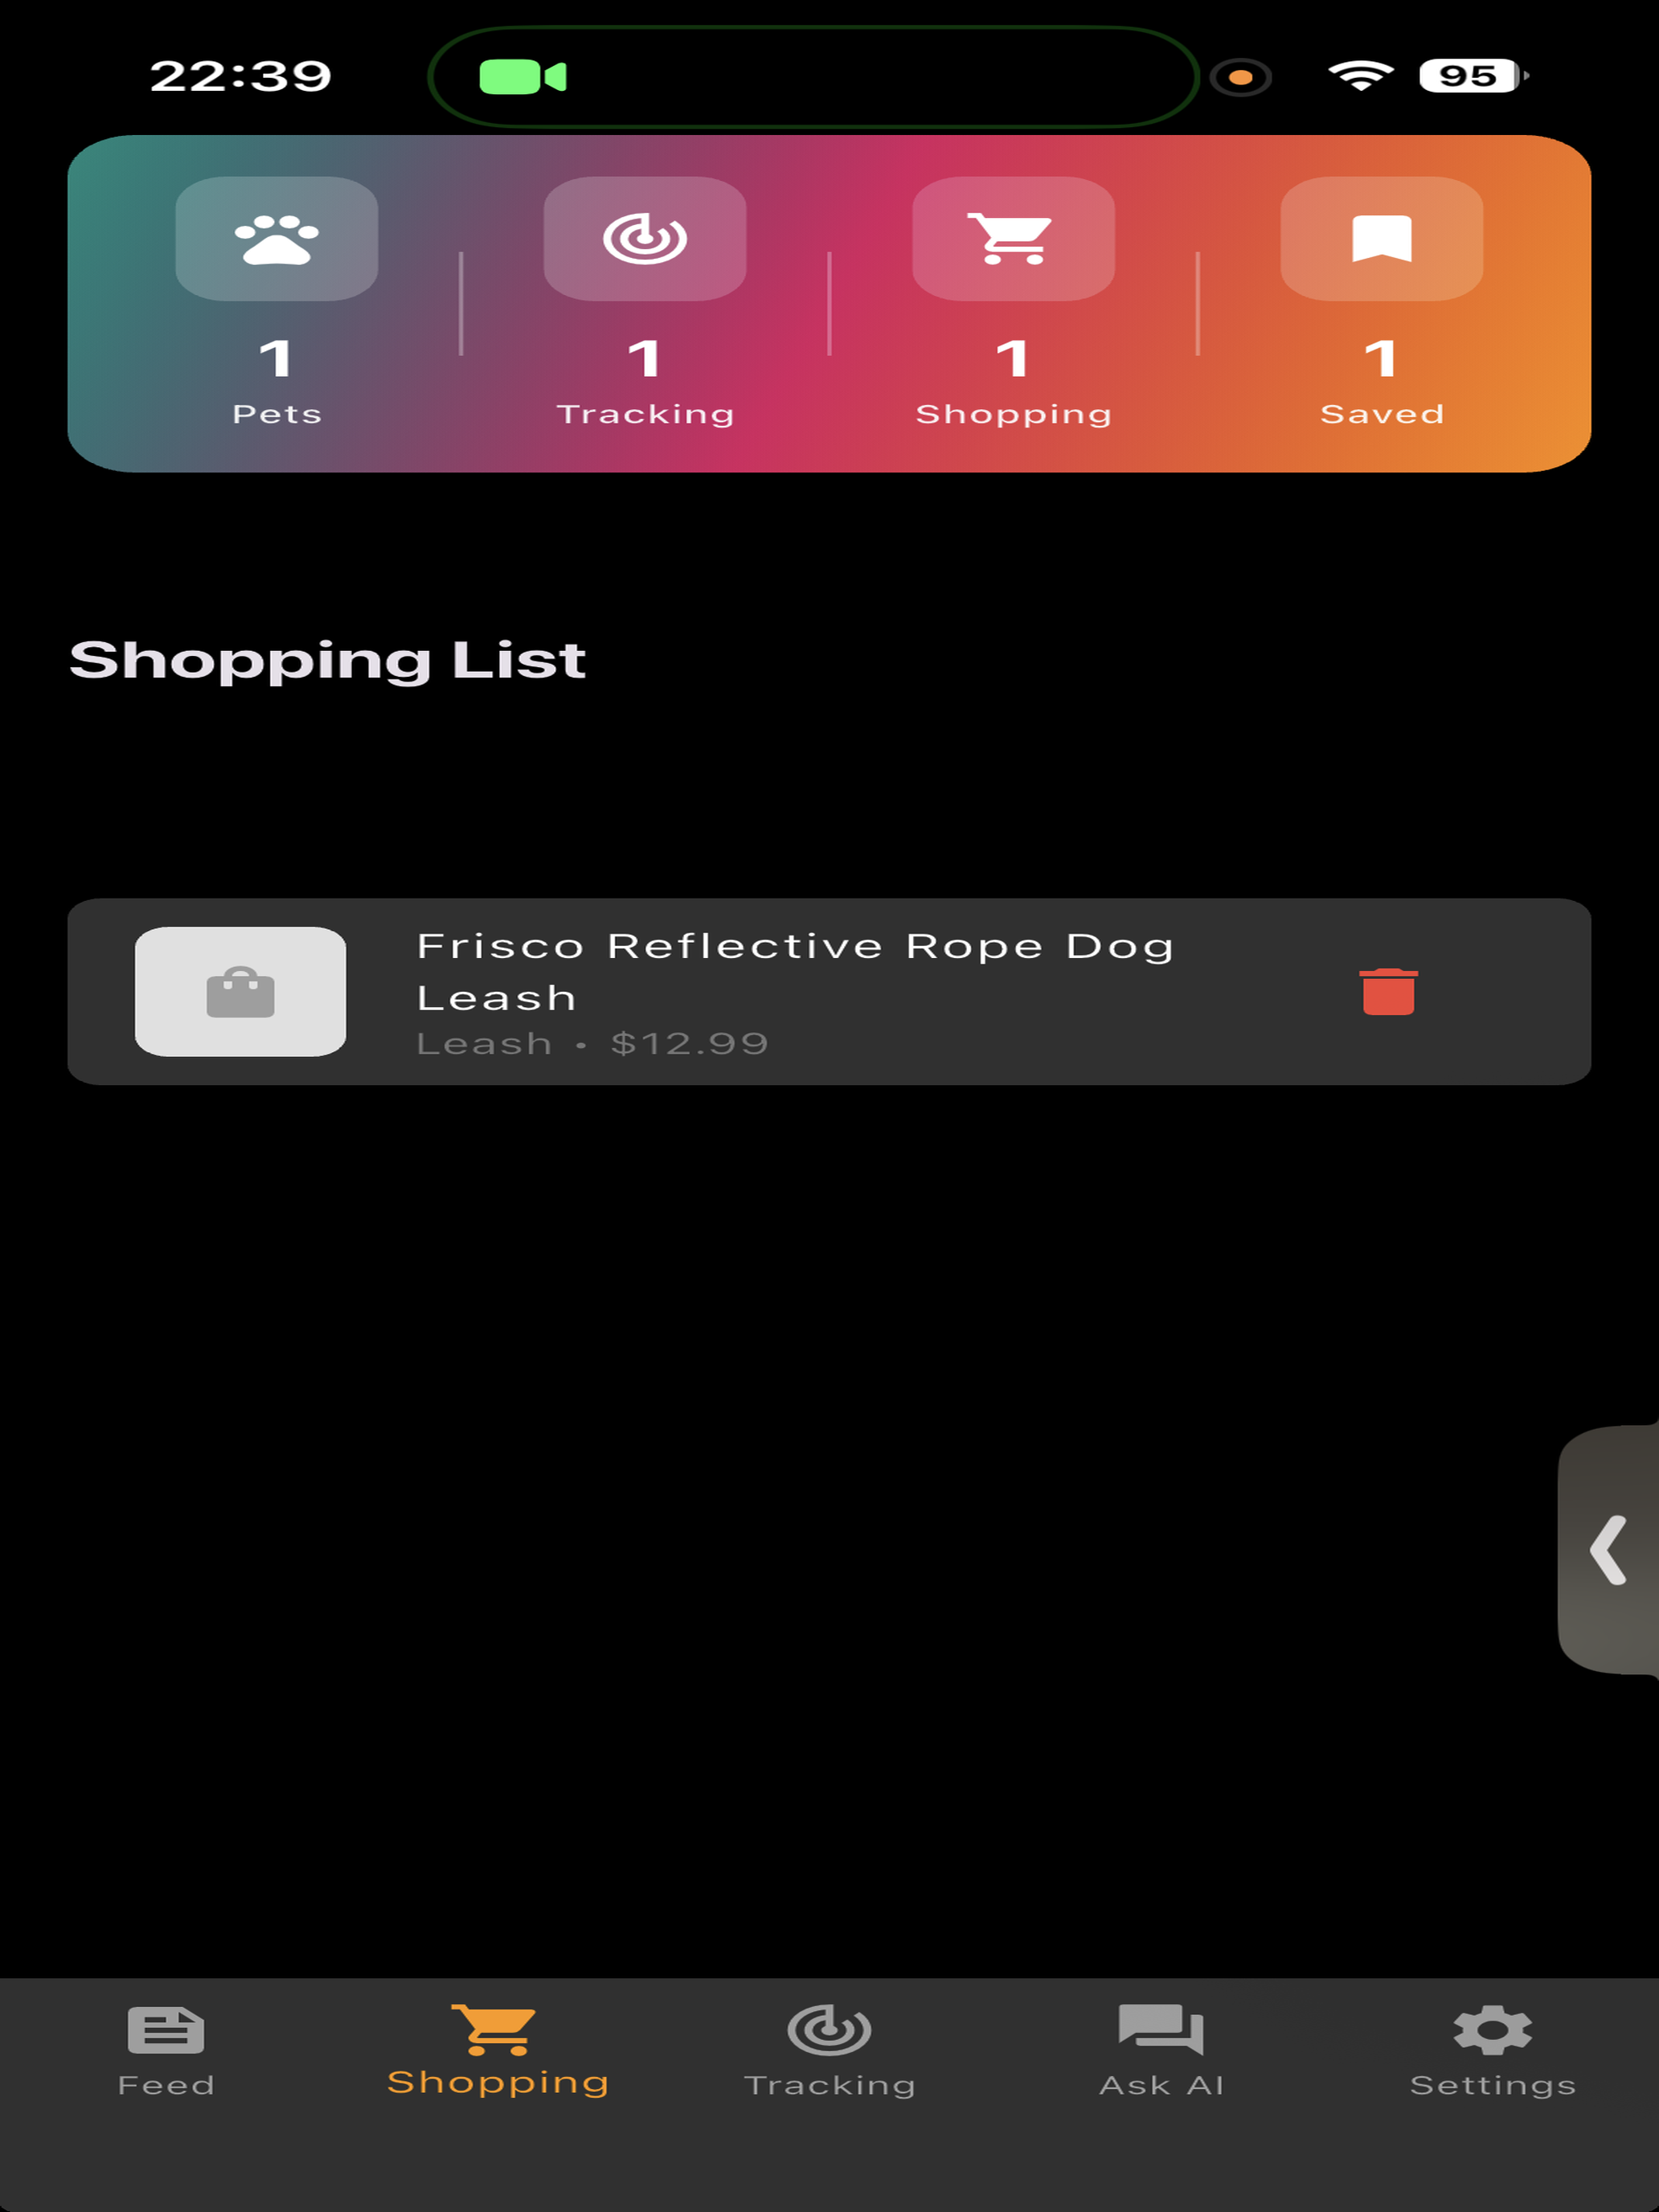 22:39
95
1
Pets
1
Tracking
1
Shopping
1
Saved
Shopping List
Frisco Reflective Rope Dog
Leash
Leash • $12.99
Feed
Shopping
Tracking
Ask AI
Settings